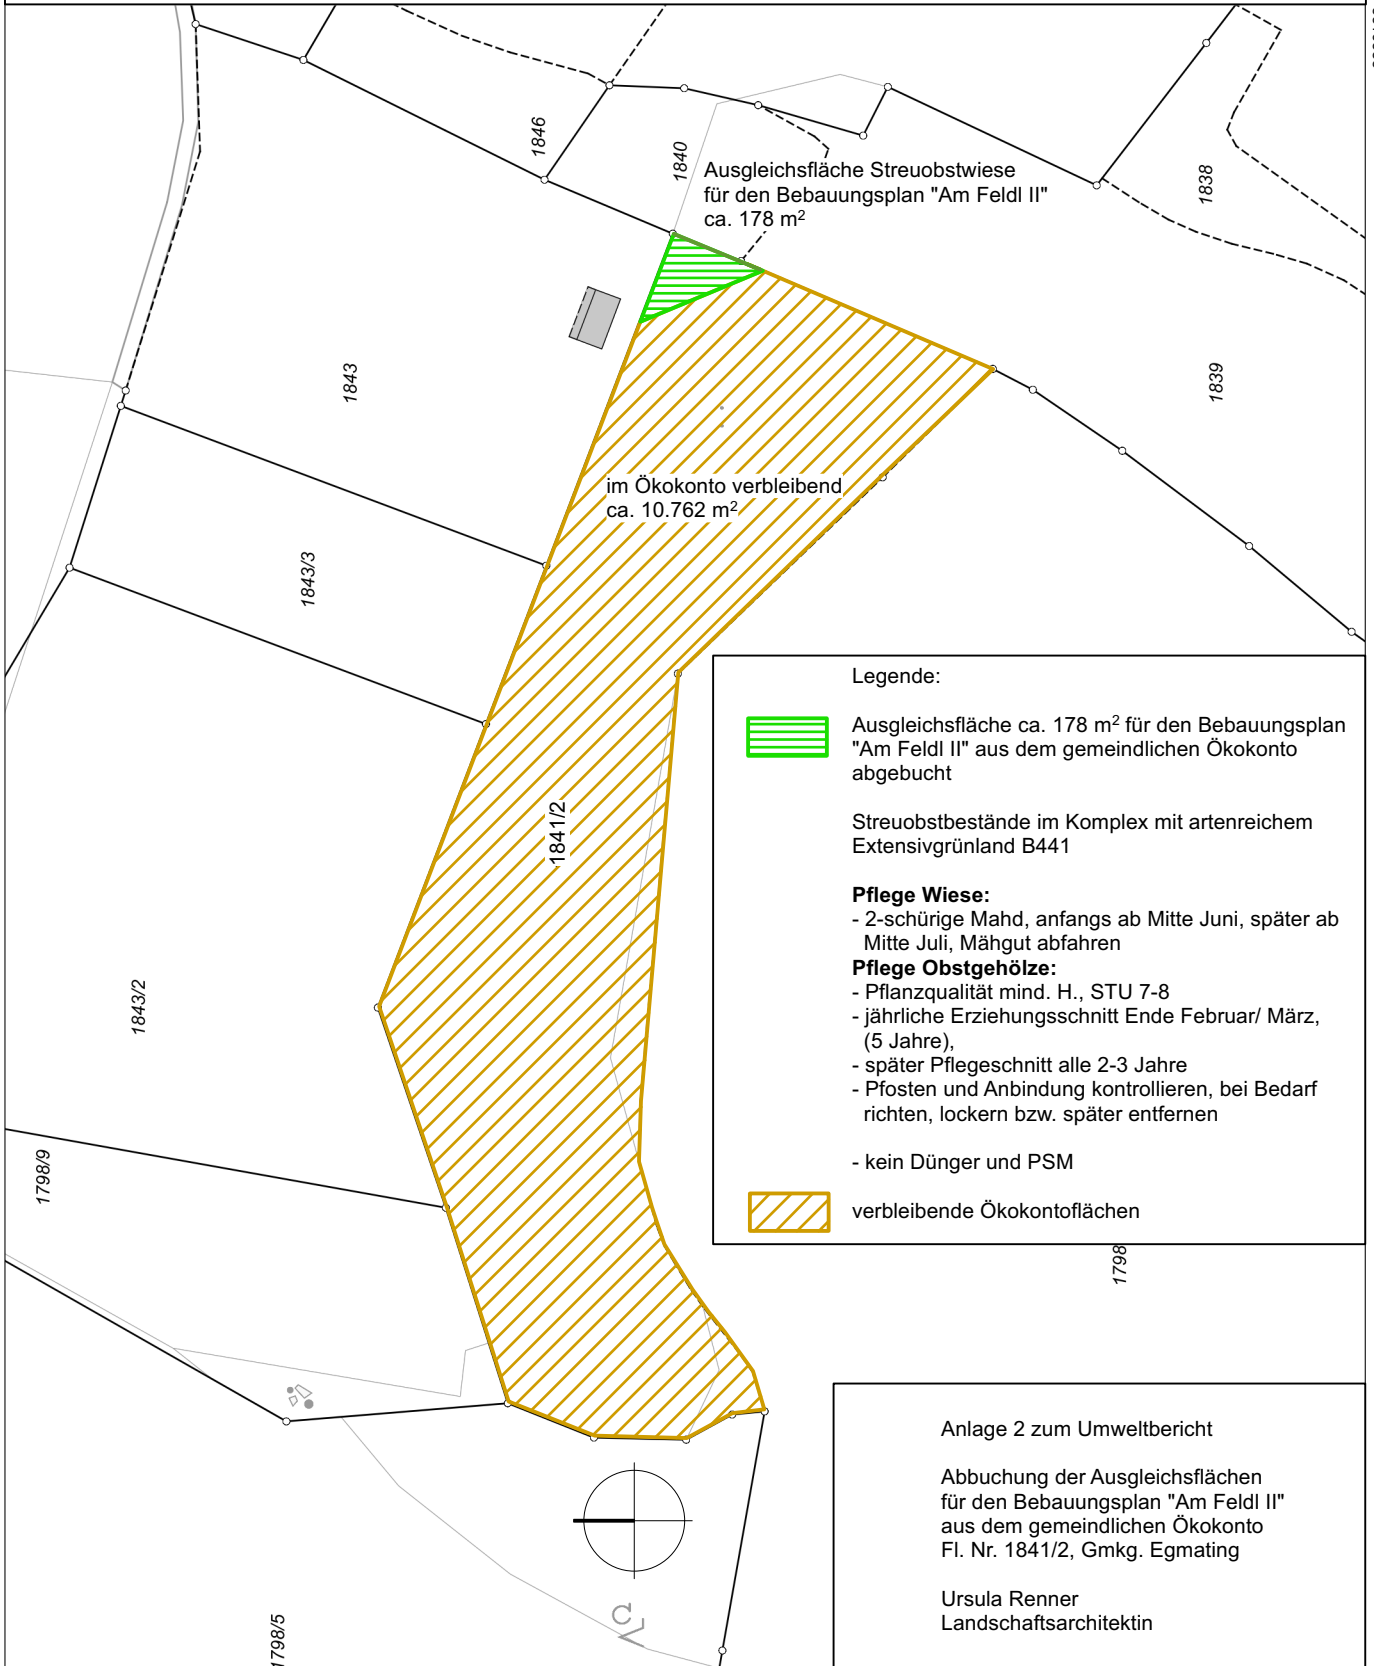 1846
1840
Ausgleichsfläche Streuobstwiese
für den Bebauungsplan "Am Feldl II"
ca. 178 m²
1838
1843
1839
im Ökokonto verbleibend
ca. 10.762 m²
1843/3
1841/2
1843/2
1798/9
Legende:
Ausgleichsfläche ca. 178 m² für den Bebauungsplan
"Am Feldl II" aus dem gemeindlichen Ökokonto
abgebucht
Streuobstbestände im Komplex mit artenreichem
Extensivgrünland B441
Pflege Wiese:
- 2-schürige Mahd, anfangs ab Mitte Juni, später ab
Mitte Juli, Mähgut abfahren
Pflege Obstgehölze:
- Pflanzqualität mind. H., STU 7-8
- jährliche Erziehungsschnitt Ende Februar/ März,
(5 Jahre),
- später Pflegeschnitt alle 2-3 Jahre
- Pfosten und Anbindung kontrollieren, bei Bedarf
richten, lockern bzw. später entfernen
- kein Dünger und PSM
verbleibende Ökokontoflächen
1798
1798/5
Anlage 2 zum Umweltbericht
Abbuchung der Ausgleichsflächen
für den Bebauungsplan "Am Feldl II"
aus dem gemeindlichen Ökokonto
Fl. Nr. 1841/2, Gmkg. Egmating
Ursula Renner
Landschaftsarchitektin